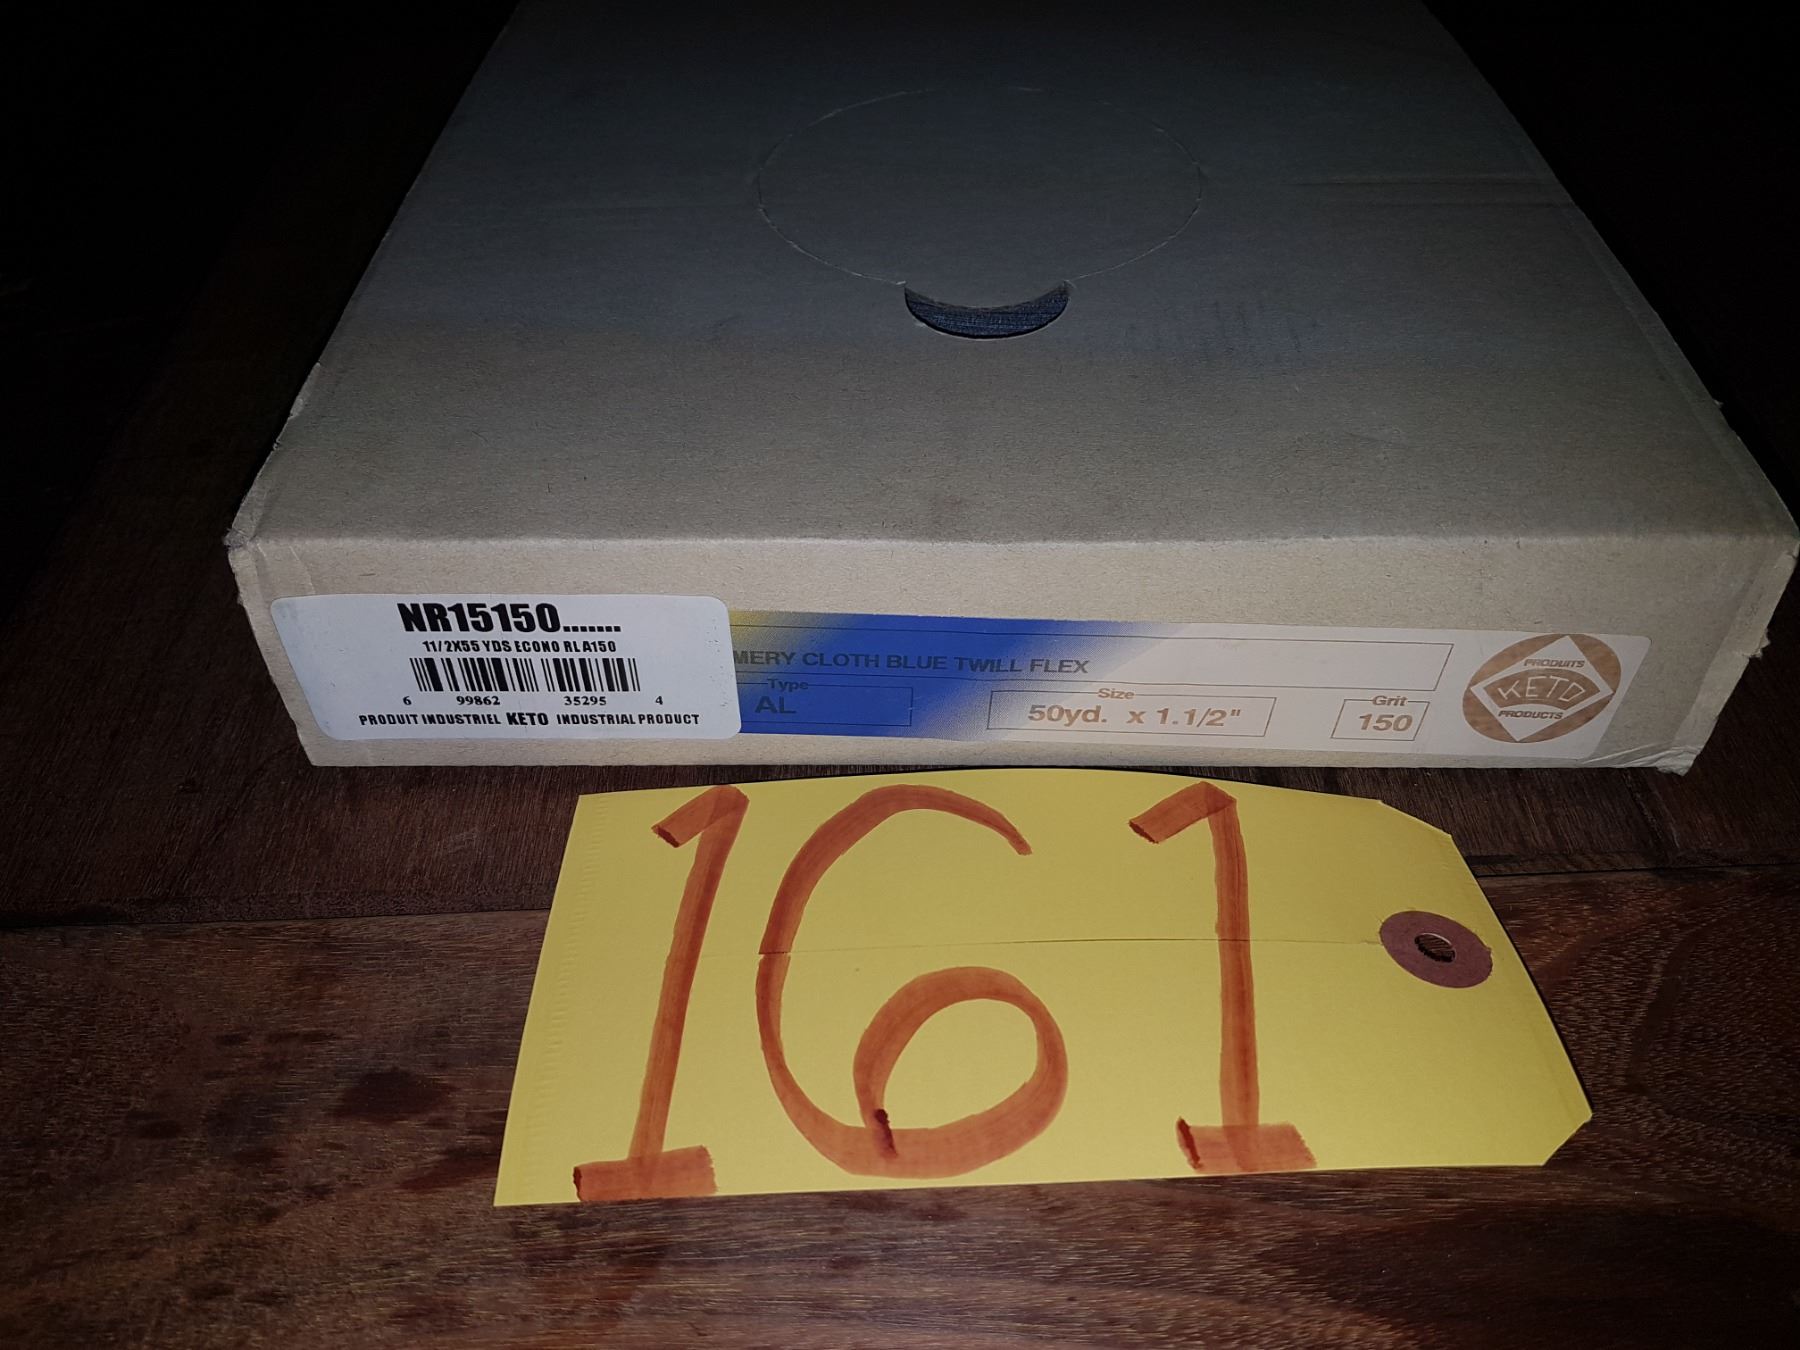 NR15150.......
11/2X55 YDS ECONO RL A150
6 99862 35295 4
PRODUIT INDUSTRIEL KETO INDUSTRIAL PRODUCT
MERY CLOTH BLUE TWILL FLEX
Type
AL
Size
50yd. x 1.1/2"
Grit
150
PRODUITS
KETO
PRODUCTS
161